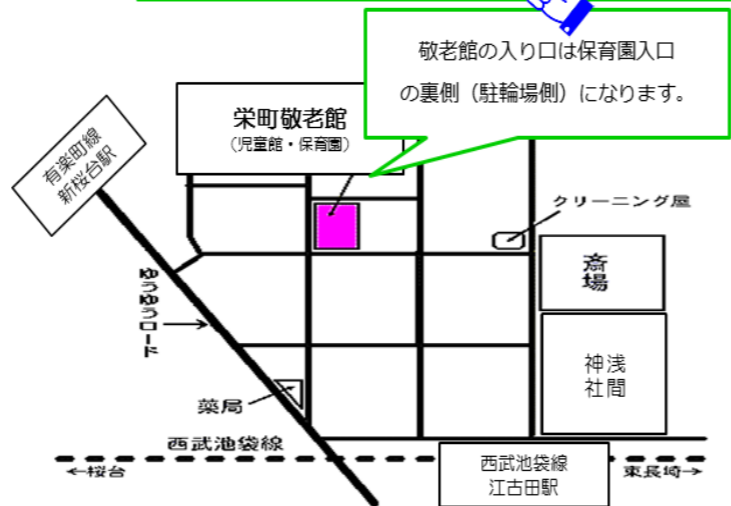 敬老館の入り口は保育園入口
の裏側（駐輪場側）になります。
栄町敬老館
（児童館・保育園）
有楽町線
新桜台駅
クリーニング屋
斎場
ゆうゆうロード
浅間
神社
薬局
西武池袋線
←桜台
西武池袋線
江古田駅
東長崎→